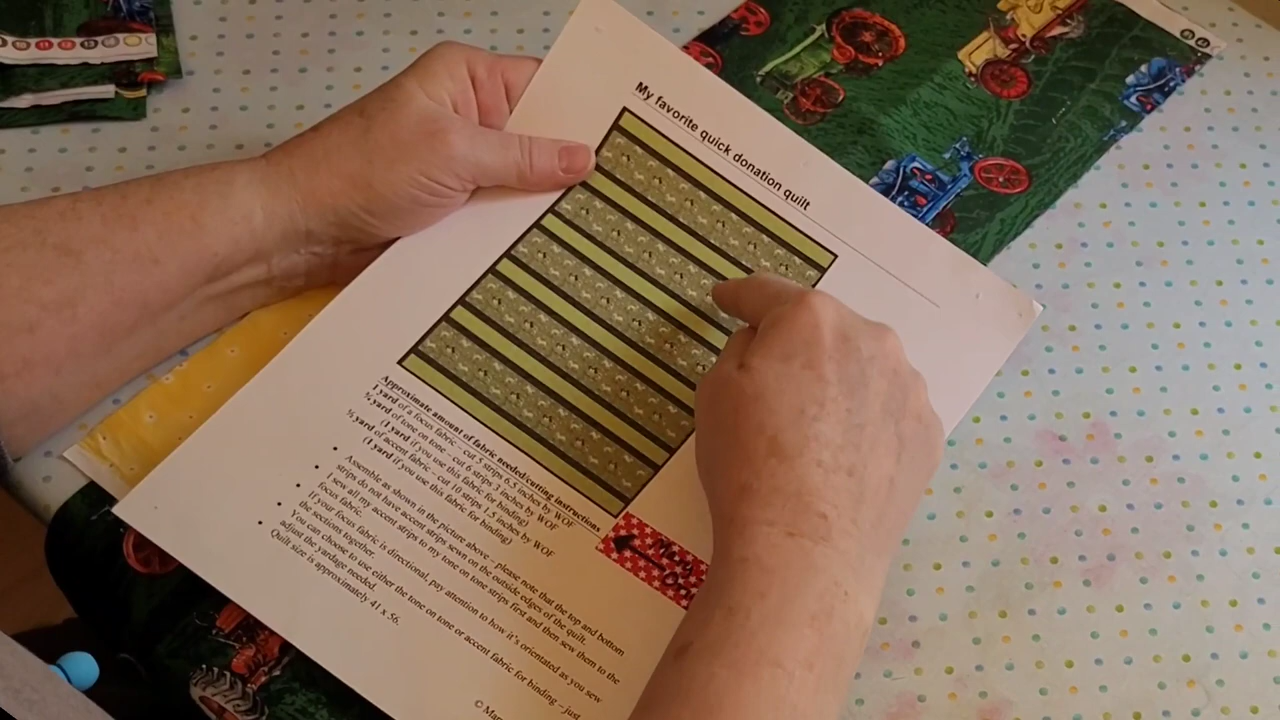 My favorite quick donation quilt
Approximate amount of fabric needed/cutting instructions
1 yard of a focus fabric – cut 5 strips 6.5 inches by WOF
¾ yard of tone on tone – cut 6 strips 3 inches by WOF
(1 yard if you use this fabric for binding)
½ yard of accent fabric – cut 10 strips 1.5 inches by WOF
(1 yard if you use this fabric for binding)
• Assemble as shown in the picture above – please note that the top and bottom
strips do not have accent strips sewn on the outside edges of the quilt.
• I sew all my accent strips to my tone on tone strips first and then sew them to the
focus fabric.
• If your focus fabric is directional, pay attention to how it's orientated as you sew
the sections together.
• You can choose to use either the tone on tone or accent fabric for binding – just
adjust the yardage needed.
Quilt size is approximately 41 x 56.